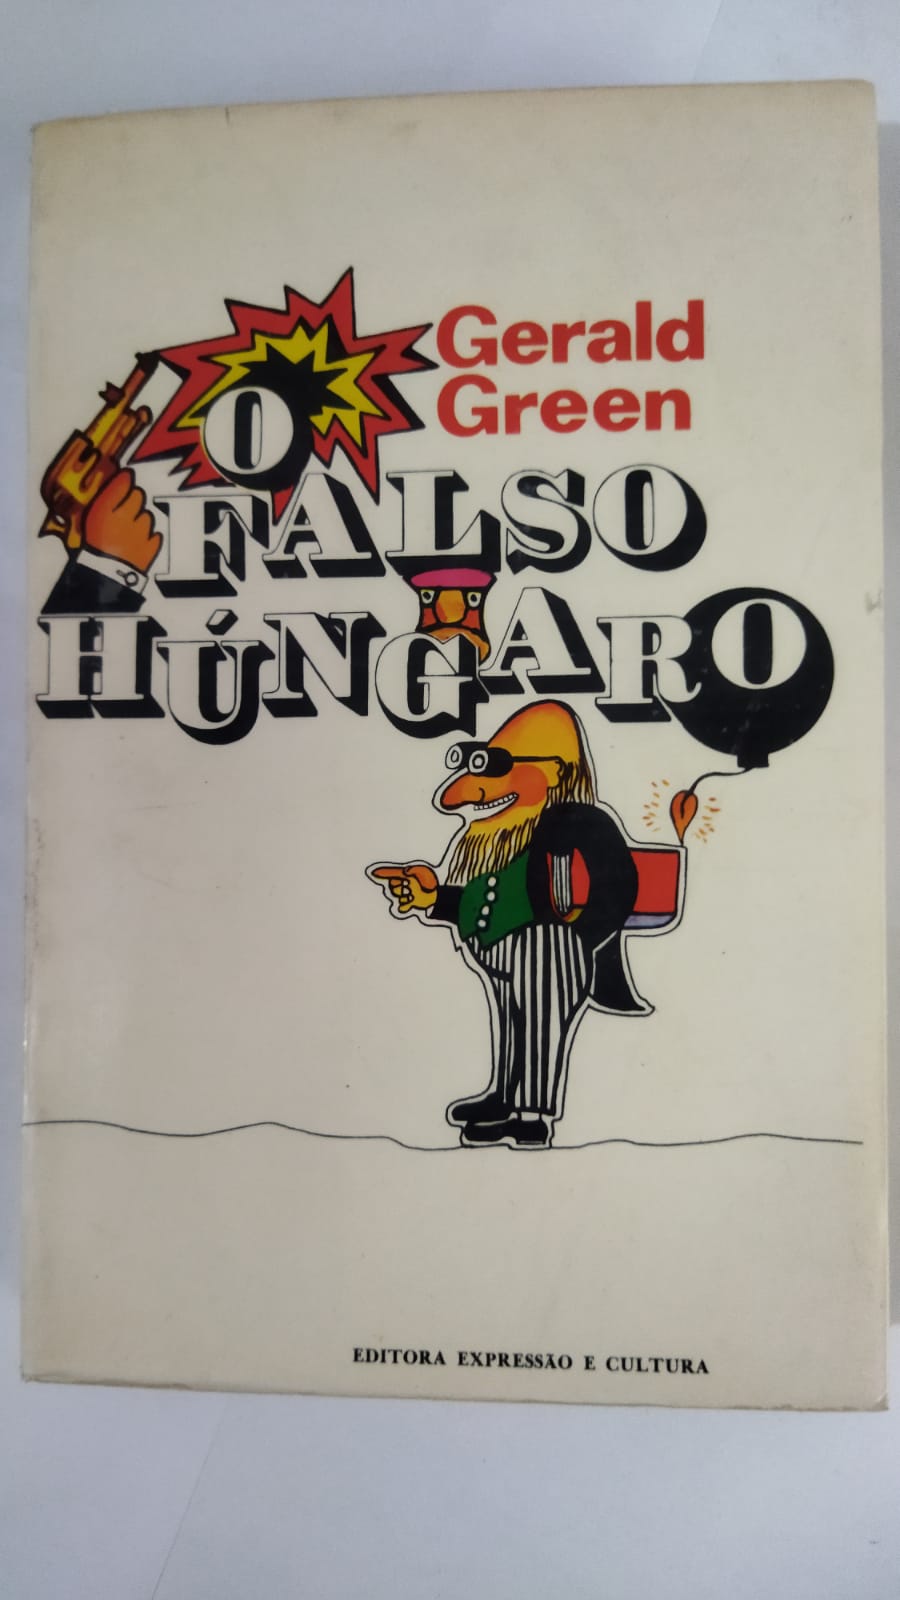 Gerald
Green
O
FALSO
HÚNGARO
EDITORA EXPRESSÃO E CULTURA